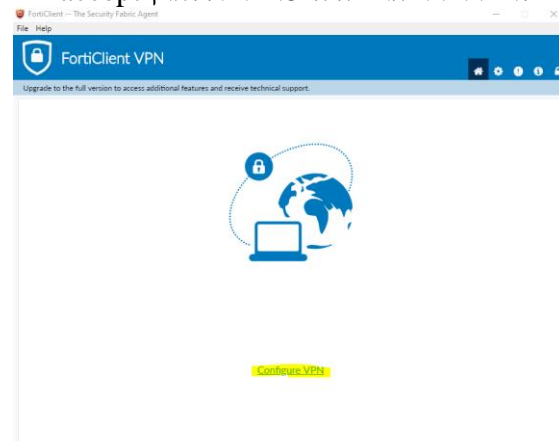 FortiClient -- The Security Fabric Agent
File Help
FortiClient VPN
Upgrade to the full version to access additional features and receive technical support.
Configure VPN